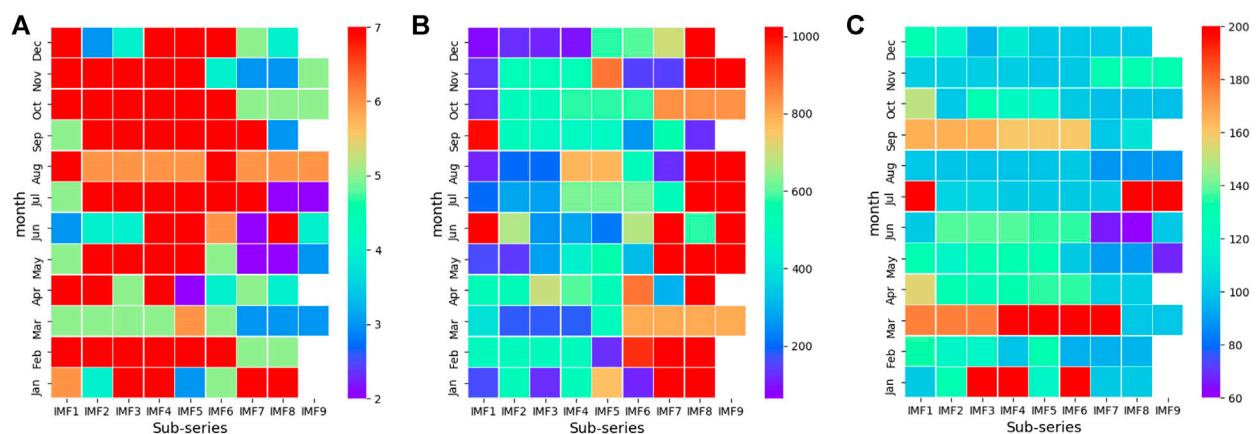 A
month
Dec
Nov
Oct
Sep
Aug
Jul
Jun
May
Apr
Mar
Feb
Jan
IMF1 IMF2 IMF3 IMF4 IMF5 IMF6 IMF7 IMF8 IMF9
Sub-series
7
6
5
4
3
2
B
month
Dec
Nov
Oct
Sep
Aug
Jul
Jun
May
Apr
Mar
Feb
Jan
IMF1 IMF2 IMF3 IMF4 IMF5 IMF6 IMF7 IMF8 IMF9
Sub-series
1000
800
600
400
200
C
month
Dec
Nov
Oct
Sep
Aug
Jul
Jun
May
Apr
Mar
Feb
Jan
IMF1 IMF2 IMF3 IMF4 IMF5 IMF6 IMF7 IMF8 IMF9
Sub-series
200
180
160
140
120
100
80
60